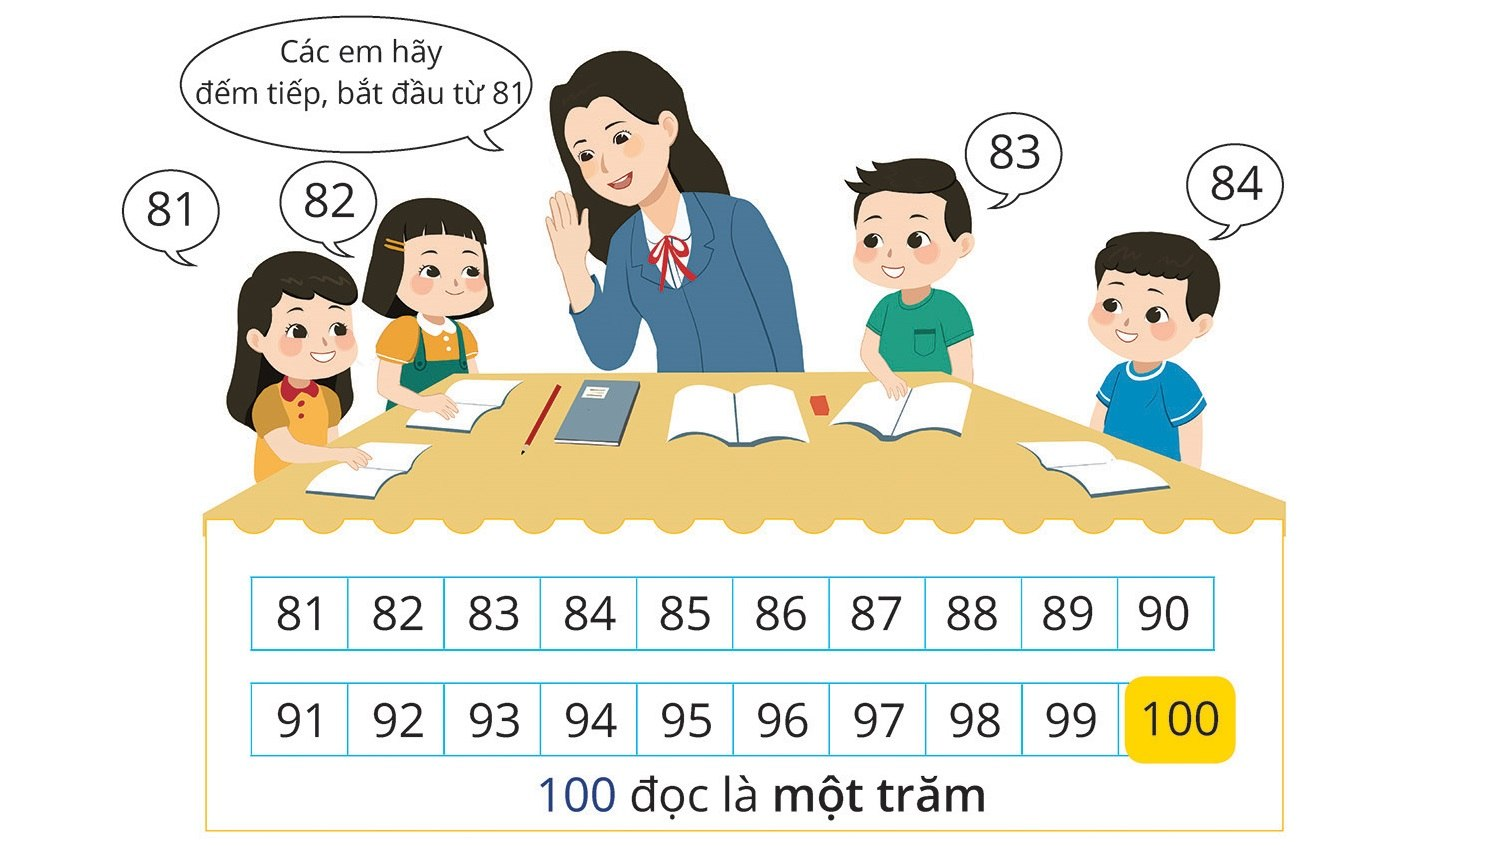 Các em hãy
đếm tiếp, bắt đầu từ 81
81
82
83
84
81 82 83 84 85 86 87 88 89 90
91 92 93 94 95 96 97 98 99 100
100 đọc là một trăm